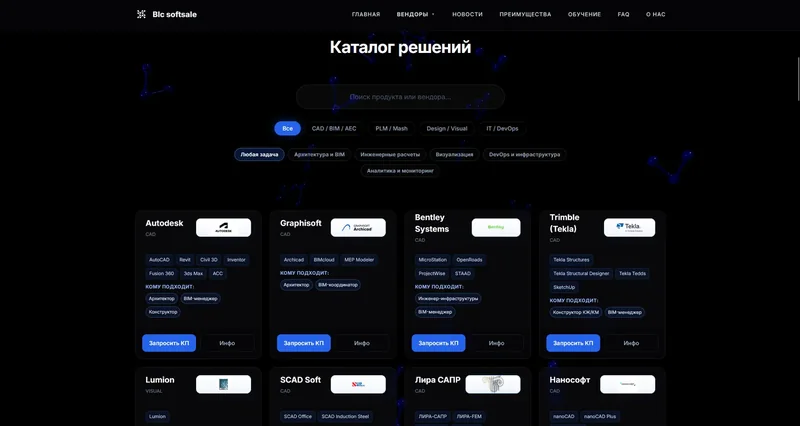 Blc softsale
ГЛАВНАЯ ВЕНДОРЫ НОВОСТИ ПРЕИМУЩЕСТВА ОБУЧЕНИЕ FAQ О НАС
Каталог решений
Поиск продукта или вендора...
Все CAD / BIM / AEC PLM / Mash Design / Visual IT / DevOps
Любая задача Архитектура и BIM Инженерные расчеты Визуализация DevOps и инфраструктура
Аналитика и мониторинг
Autodesk
CAD
AUTODESK
AutoCAD Revit Civil 3D Inventor
Fusion 360 3ds Max ACC
КОМУ ПОДХОДИТ:
Архитектор BIM-менеджер
Конструктор
Запросить КП Инфо
Graphisoft
CAD
Archicad
Archicad BIMcloud MEP Modeler
КОМУ ПОДХОДИТ:
Архитектор BIM-координатор
Запросить КП Инфо
Bentley
Systems
CAD
Bentley
MicroStation OpenRoads
ProjectWise STAAD
КОМУ ПОДХОДИТ:
Инженер-инфраструктуры
BIM-менеджер
Запросить КП Инфо
Trimble
(Tekla)
CAD
Tekla
Tekla Structures
Tekla Structural Designer Tekla Tedds
SketchUp
КОМУ ПОДХОДИТ:
Конструктор КЖ/КМ BIM-менеджер
Запросить КП Инфо
Lumion
VISUAL
Lumion
SCAD Soft
CAD
SCAD Office SCAD Induction Steel
Лира САПР
CAD
ЛИРА-САПР ЛИРА-FEM
Нанософт
CAD
nanoCAD nanoCAD Plus